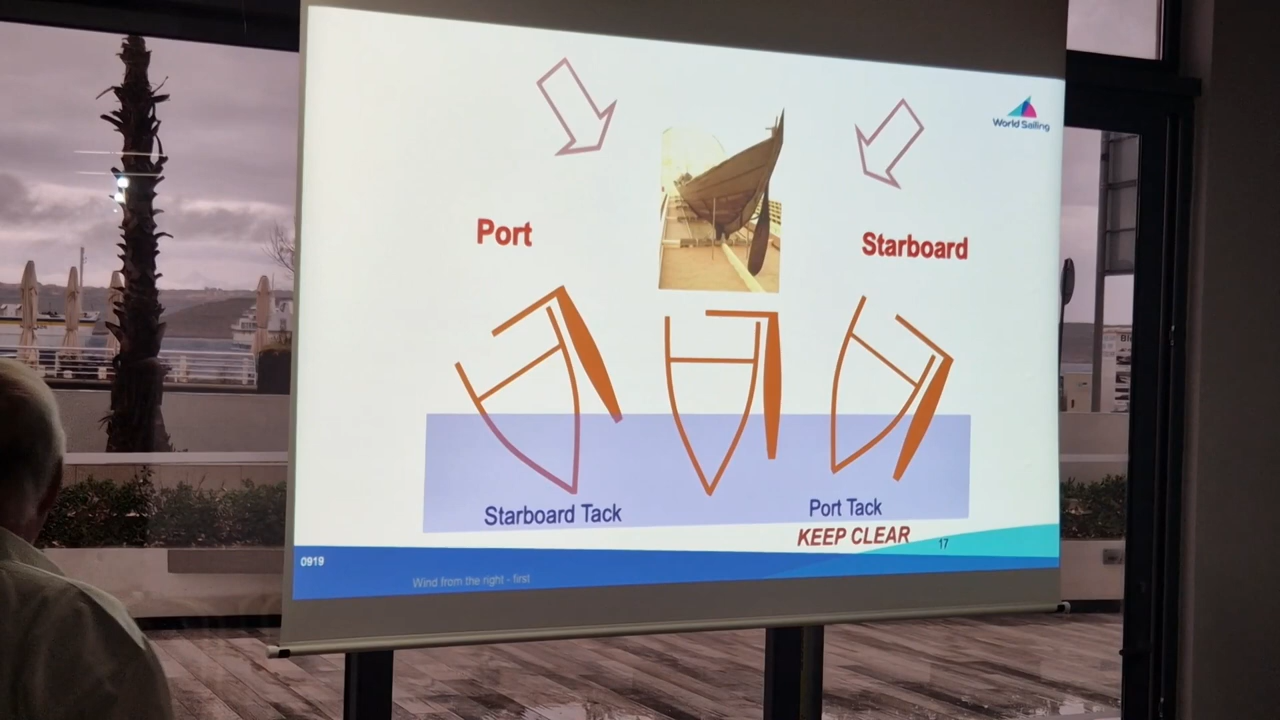 World Sailing
Port
Starboard
Starboard Tack
Port Tack
KEEP CLEAR
17
0919
Wind from the right - first